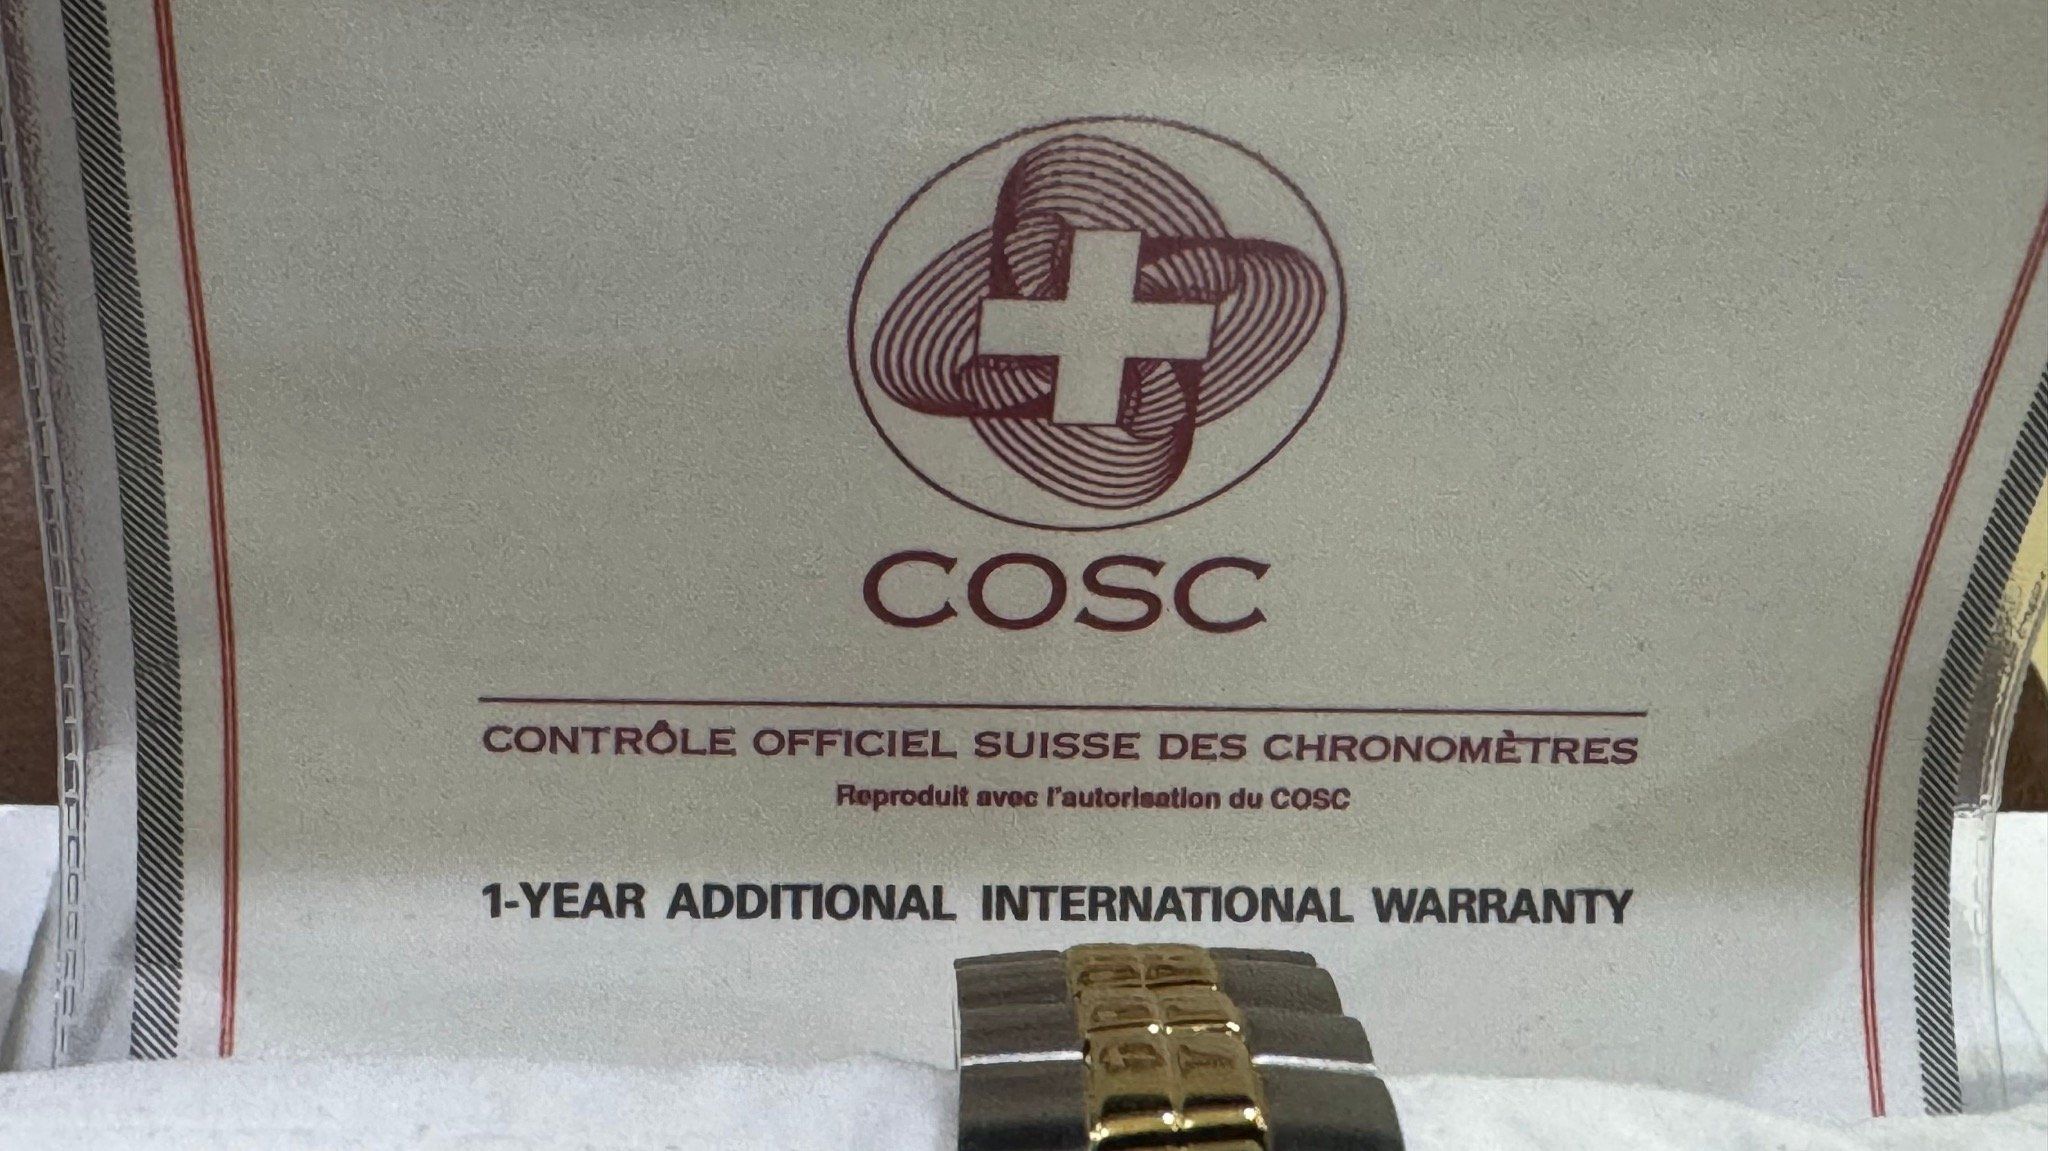 COSC
CONTRÔLE OFFICIEL SUISSE DES CHRONOMÈTRES
Reproduit avec l'autorisation du COSC
1-YEAR ADDITIONAL INTERNATIONAL WARRANTY